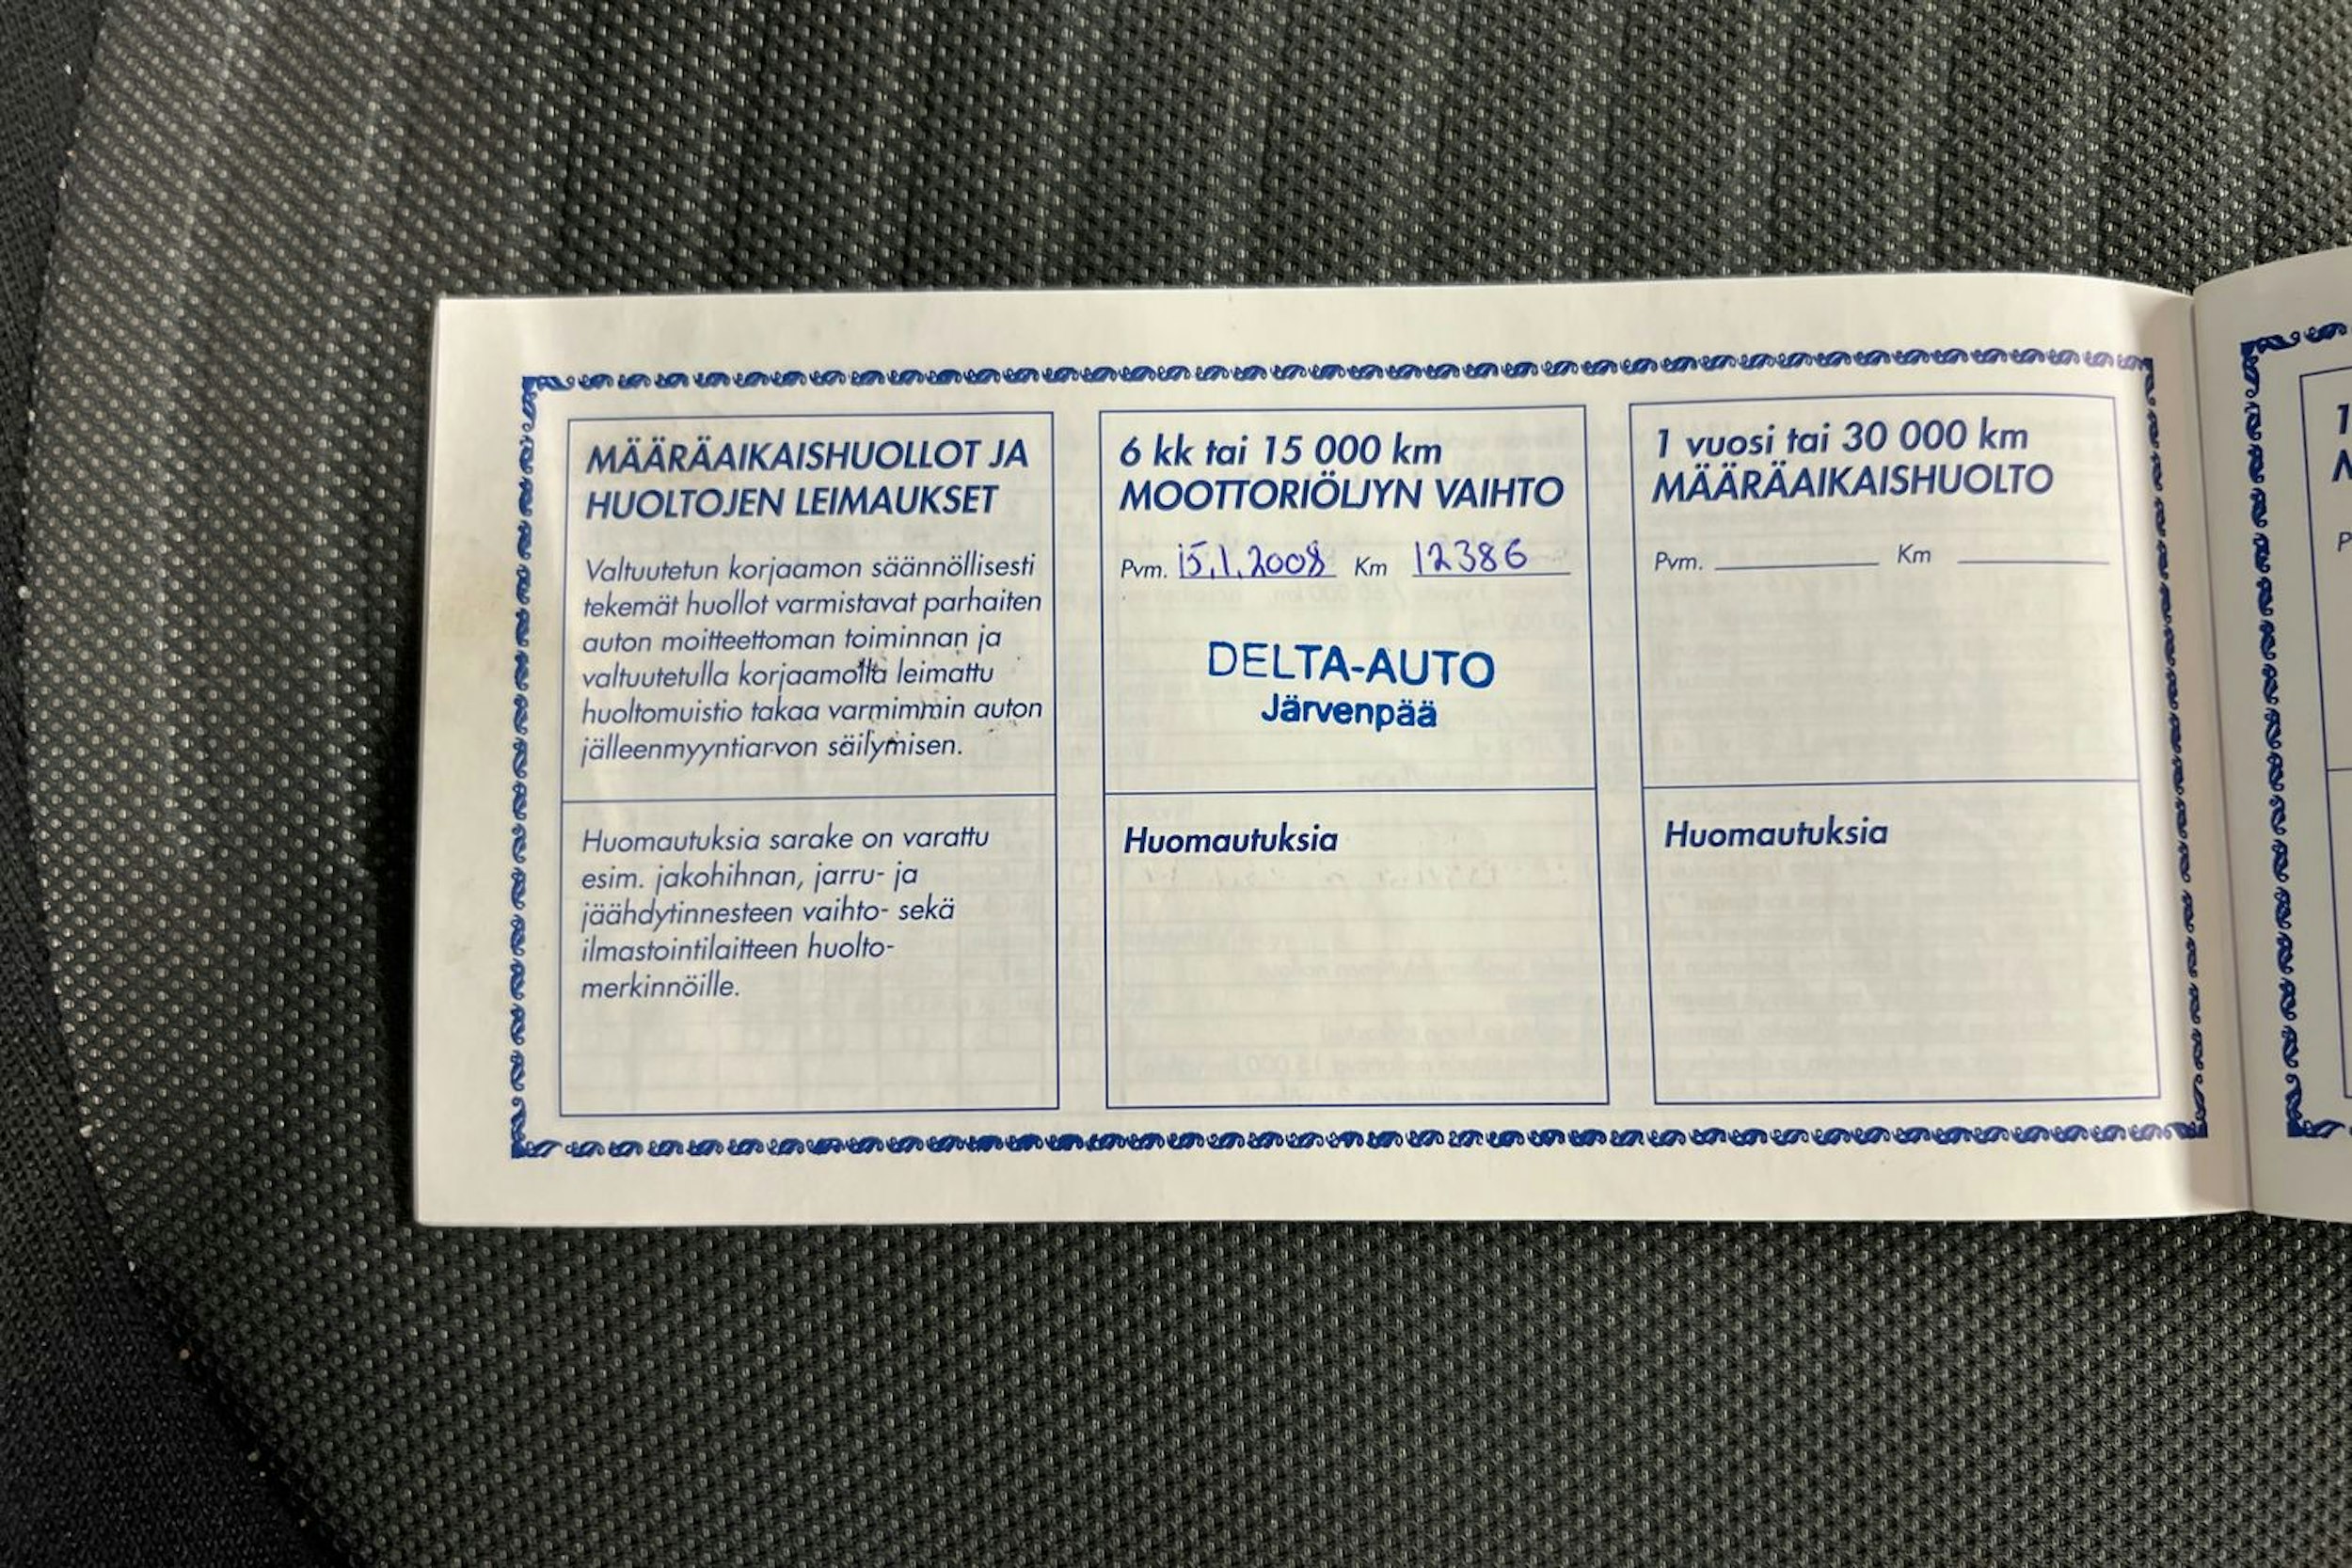 MÄÄRÄAIKAISHUOLLOT JA
HUOLTOJEN LEIMAUKSET
Valtuutetun korjaamon säännöllisesti
tekemät huollot varmistavat parhaiten
auton moitteettoman toiminnan ja
valtuutetulla korjaamolla leimattu
huoltomuistio takaa varmimmin auton
jälleenmyyntiarvon säilymisen.
Huomautuksia sarake on varattu
esim. jakohihnan, jarru- ja
jäähdytinnesteen vaihto- sekä
ilmastointilaitteen huolto-
merkinnöille.
6 kk tai 15 000 km
MOOTTORIÖLJYN VAIHTO
Pvm. 15.1.2008 Km 12386
DELTA-AUTO
Järvenpää
Huomautuksia
1 vuosi tai 30 000 km
MÄÄRÄAIKAISHUOLTO
Pvm. Km
Huomautuksia